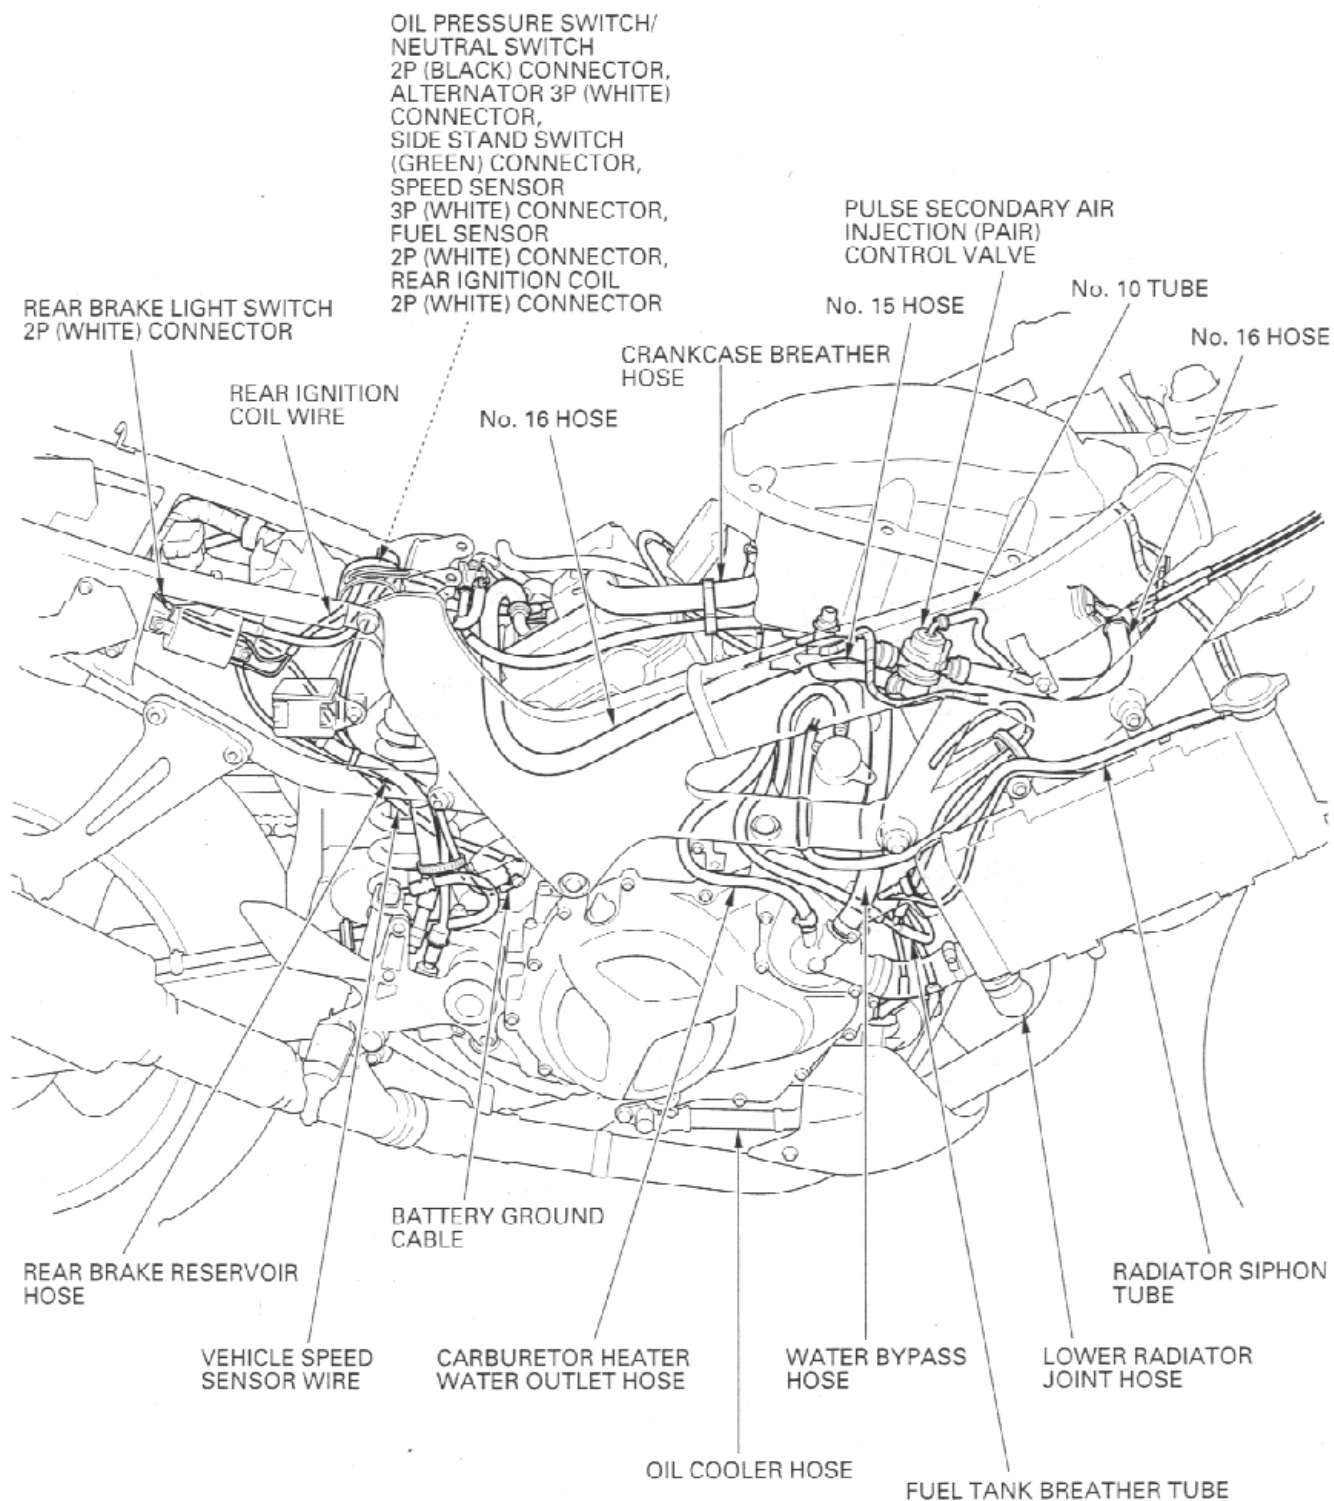 OIL PRESSURE SWITCH/
NEUTRAL SWITCH
2P (BLACK) CONNECTOR,
ALTERNATOR 3P (WHITE)
CONNECTOR,
SIDE STAND SWITCH
(GREEN) CONNECTOR,
SPEED SENSOR
3P (WHITE) CONNECTOR,
FUEL SENSOR
2P (WHITE) CONNECTOR,
REAR IGNITION COIL
2P (WHITE) CONNECTOR
PULSE SECONDARY AIR
INJECTION (PAIR)
CONTROL VALVE
No. 10 TUBE
No. 15 HOSE
No. 16 HOSE
REAR BRAKE LIGHT SWITCH
2P (WHITE) CONNECTOR
CRANKCASE BREATHER
HOSE
REAR IGNITION
COIL WIRE
No. 16 HOSE
BATTERY GROUND
CABLE
REAR BRAKE RESERVOIR
HOSE
RADIATOR SIPHON
TUBE
VEHICLE SPEED
SENSOR WIRE
CARBURETOR HEATER
WATER OUTLET HOSE
WATER BYPASS
HOSE
LOWER RADIATOR
JOINT HOSE
OIL COOLER HOSE
FUEL TANK BREATHER TUBE